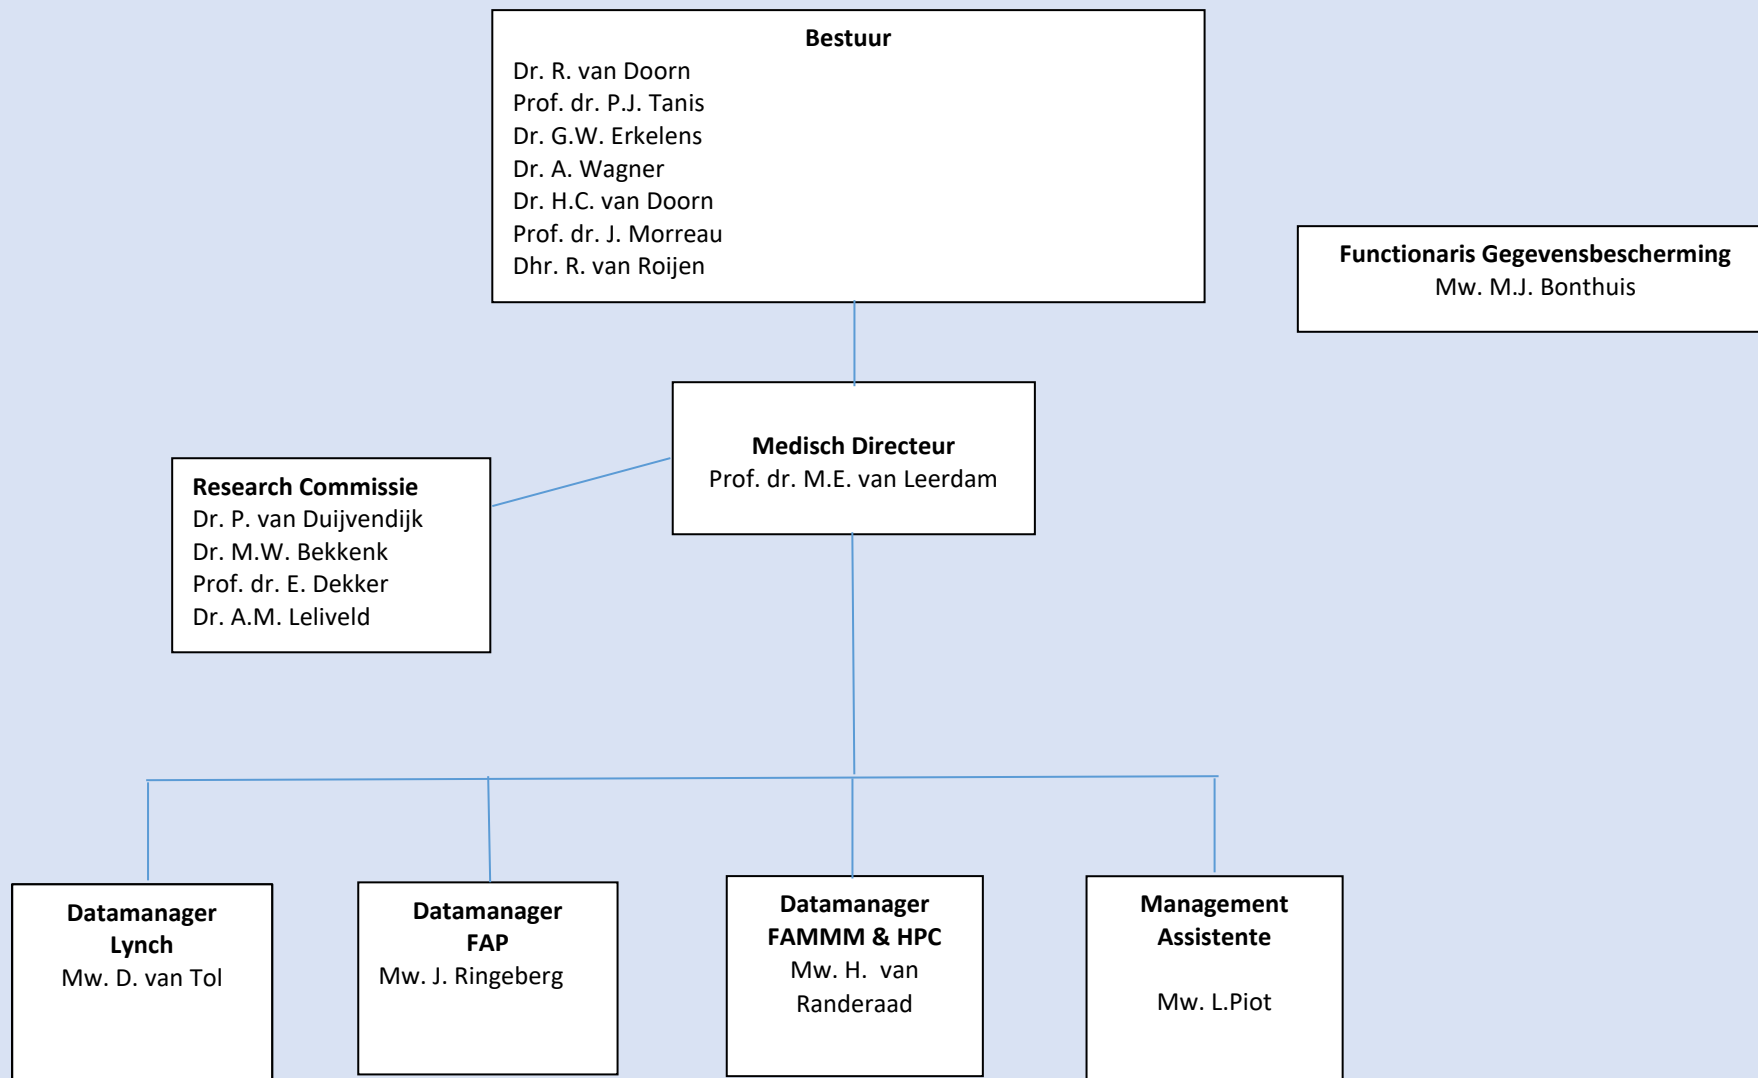 Bestuur
Dr. R. van Doorn
Prof. dr. P.J. Tanis
Dr. G.W. Erkelens
Dr. A. Wagner
Dr. H.C. van Doorn
Prof. dr. J. Morreau
Dhr. R. van Roijen
Functionaris Gegevensbescherming
Mw. M.J. Bonthuis
Medisch Directeur
Prof. dr. M.E. van Leerdam
Research Commissie
Dr. P. van Duijvendijk
Dr. M.W. Bekkenk
Prof. dr. E. Dekker
Dr. A.M. Leliveld
Datamanager
Lynch
Mw. D. van Tol
Datamanager
FAP
Mw. J. Ringeberg
Datamanager
FAMMM & HPC
Mw. H. van
Randeraad
Management
Assistente
Mw. L.Piot